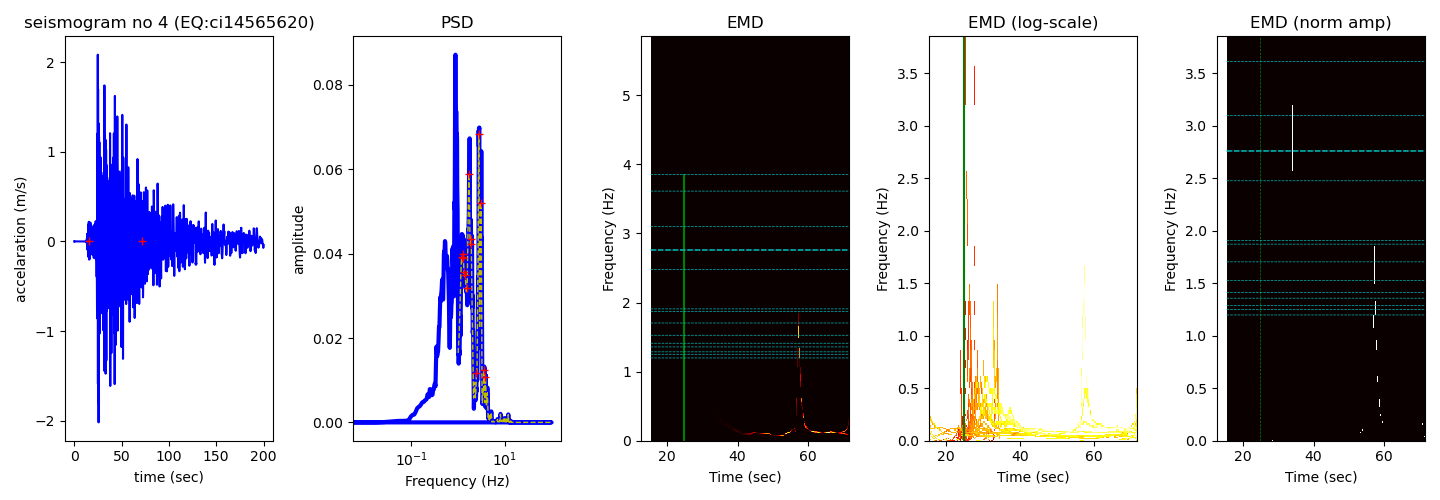 seismogram no 4 (EQ:ci14565620)
accelaration (m/s)
2
1
0
−1
−2
0 50 100 150 200
time (sec)
PSD
amplitude
0.08
0.06
0.04
0.02
0.00
10⁻¹ 10¹
Frequency (Hz)
EMD
Frequency (Hz)
5
4
3
2
1
0
20 40 60
Time (sec)
EMD (log-scale)
Frequency (Hz)
3.5
3.0
2.5
2.0
1.5
1.0
0.5
0.0
20 40 60
Time (sec)
EMD (norm amp)
Frequency (Hz)
3.5
3.0
2.5
2.0
1.5
1.0
0.5
0.0
20 40 60
Time (sec)